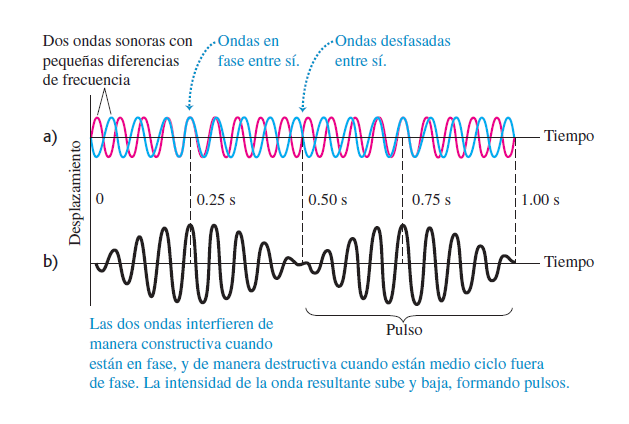 Dos ondas sonoras con
pequeñas diferencias
de frecuencia
Ondas en
fase entre sí.
Ondas desfasadas
entre sí.
a)
Tiempo
Desplazamiento
0
0.25 s
0.50 s
0.75 s
1.00 s
b)
Tiempo
Pulso
Las dos ondas interfieren de
manera constructiva cuando
están en fase, y de manera destructiva cuando están medio ciclo fuera
de fase. La intensidad de la onda resultante sube y baja, formando pulsos.